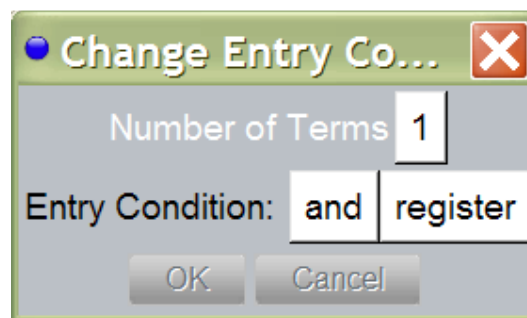 Change Entry Co...
Number of Terms 1
Entry Condition: and register
OK Cancel